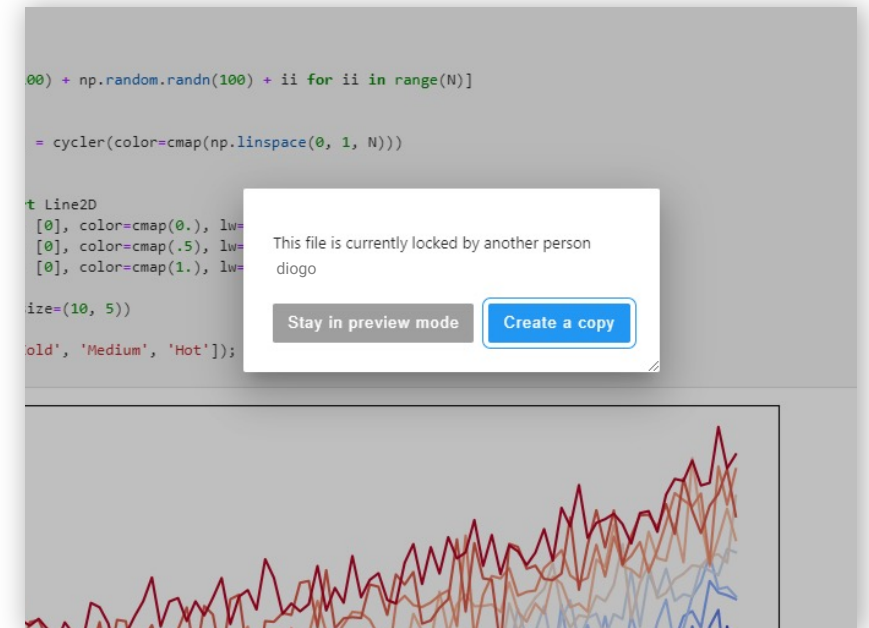 00) + np.random.randn(100) + ii for ii in range(N)]
= cycler(color=cmap(np.linspace(0, 1, N)))
rt Line2D
[0], color=cmap(0.), lw=
[0], color=cmap(.5), lw=
[0], color=cmap(1.), lw=
ize=(10, 5))
old', 'Medium', 'Hot']);
This file is currently locked by another person
diogo
Stay in preview mode
Create a copy